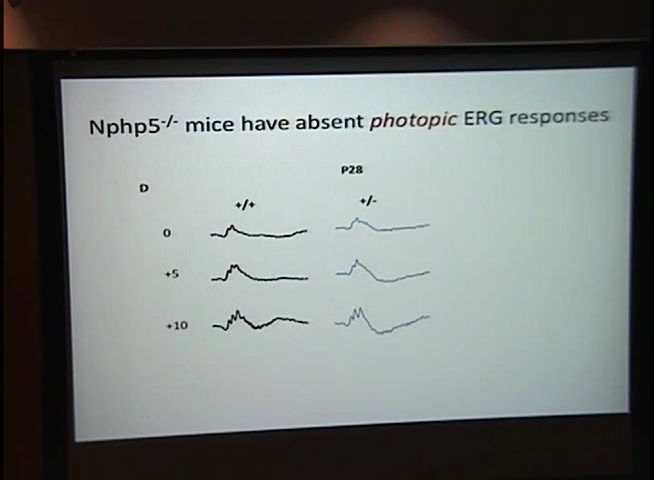 Nphp5-/- mice have absent photopic ERG responses
P28
D
+/+ +/-
0
+5
+10